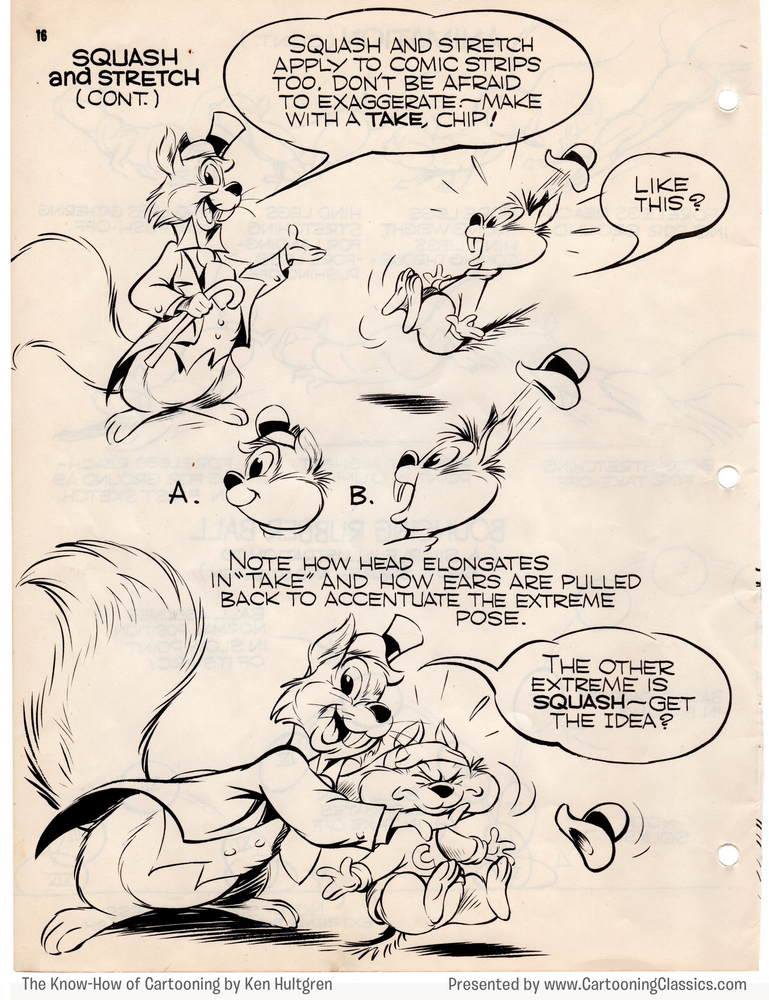 16
SQUASH
and STRETCH
(CONT.)
SQUASH AND STRETCH
APPLY TO COMIC STRIPS
TOO. DON'T BE AFRAID
TO EXAGGERATE.~MAKE
WITH A TAKE, CHIP!
LIKE
THIS?
A.
B.
NOTE HOW HEAD ELONGATES
IN "TAKE" AND HOW EARS ARE PULLED
BACK TO ACCENTUATE THE EXTREME
POSE.
THE OTHER
EXTREME IS
SQUASH~GET
THE IDEA?
C
The Know-How of Cartooning by Ken Hultgren
Presented by www.CartooningClassics.com